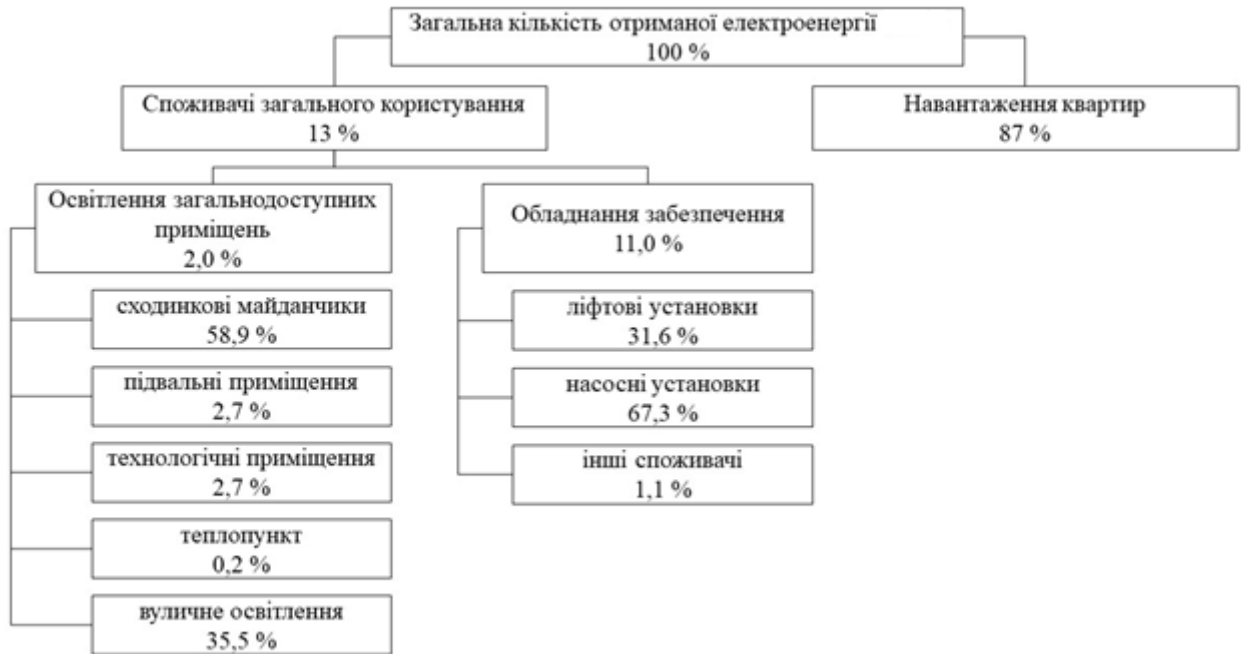 Загальна кількість отриманої електроенергії
100 %
Споживачі загального користування
13 %
Навантаження квартир
87 %
Освітлення загальнодоступних
приміщень
2,0 %
сходинкові майданчики
58,9 %
підвальні приміщення
2,7 %
технологічні приміщення
2,7 %
теплопункт
0,2 %
вуличне освітлення
35,5 %
Обладнання забезпечення
11,0 %
ліфтові установки
31,6 %
насосні установки
67,3 %
інші споживачі
1,1 %